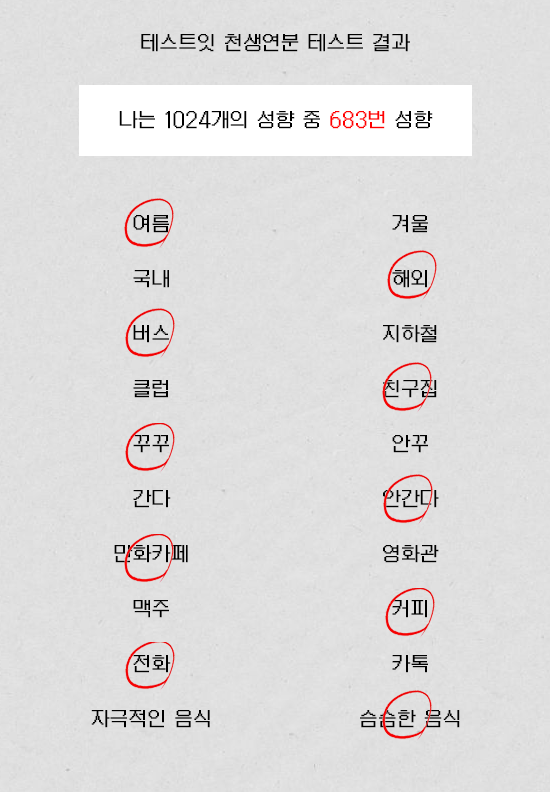 테스트잇 천생연분 테스트 결과
나는 1024개의 성향 중 683번 성향
여름 겨울
국내 해외
버스 지하철
클럽 친구집
꾸꾸 안꾸
간다 안간다
만화카페 영화관
맥주 커피
전화 카톡
자극적인 음식 슴슴한 음식